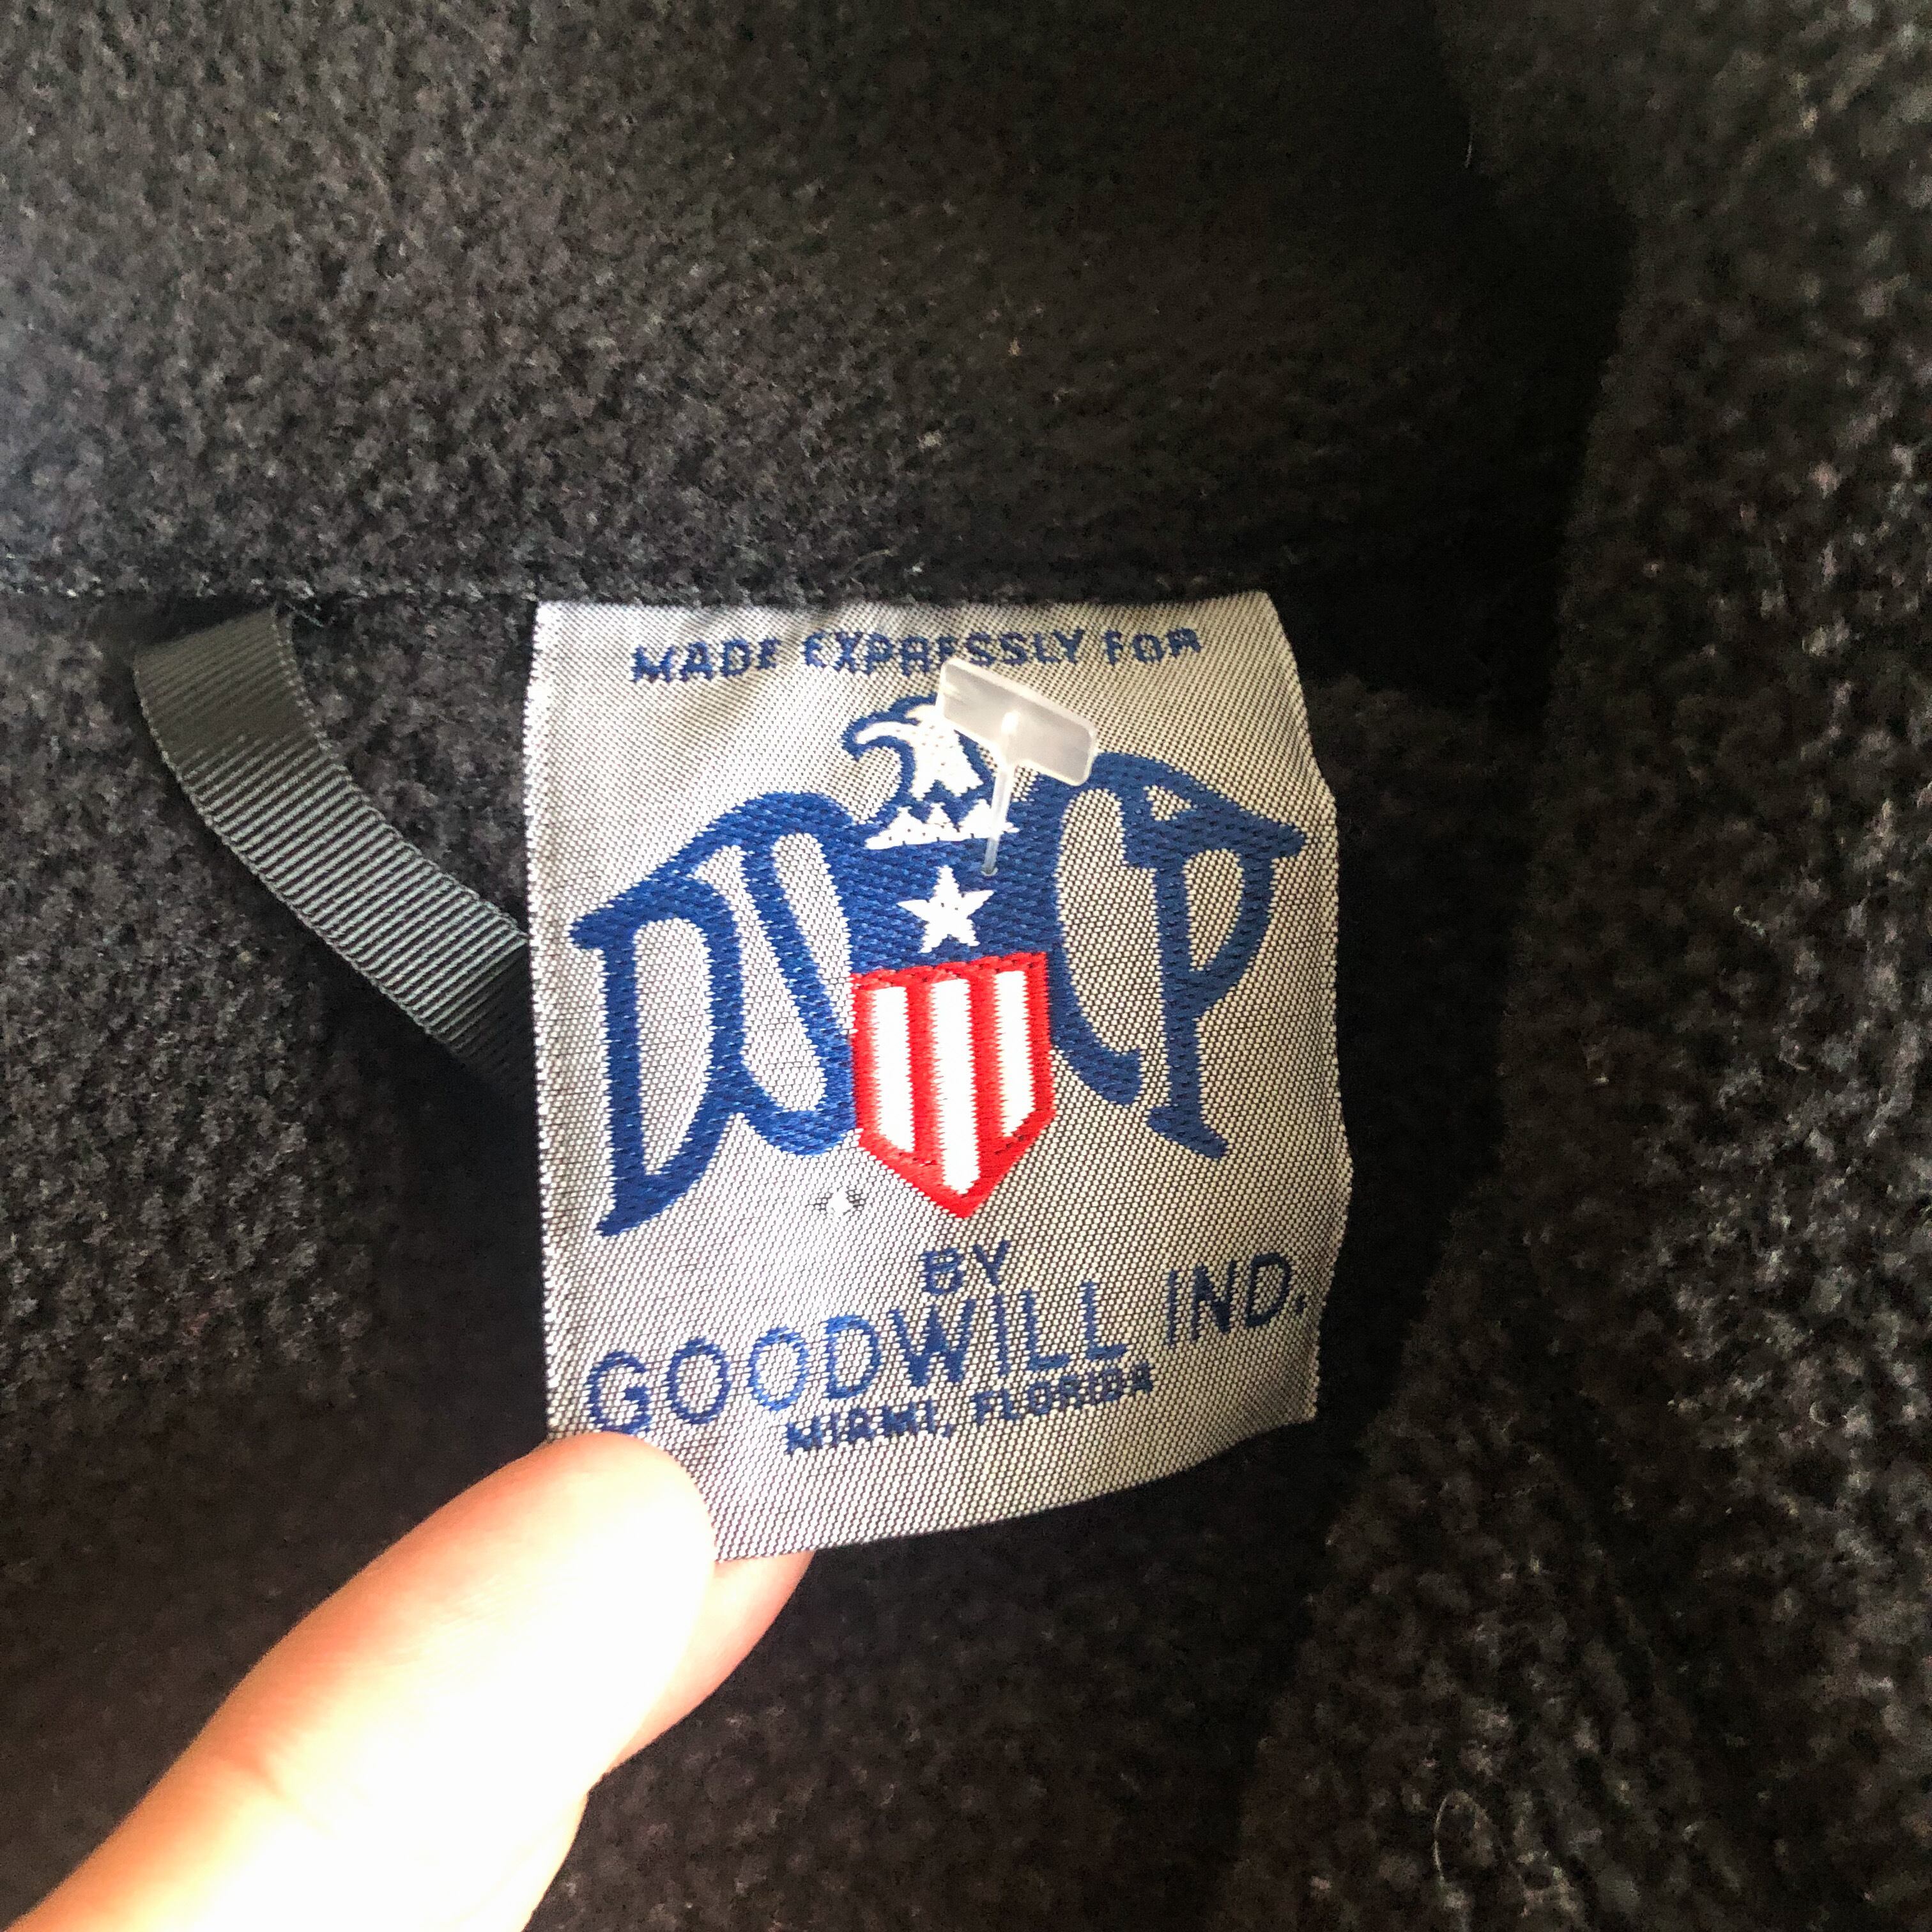 MADE EXPRESSLY FOR
DSCP
BY
GOODWILL IND.
MIAMI, FLORIDA